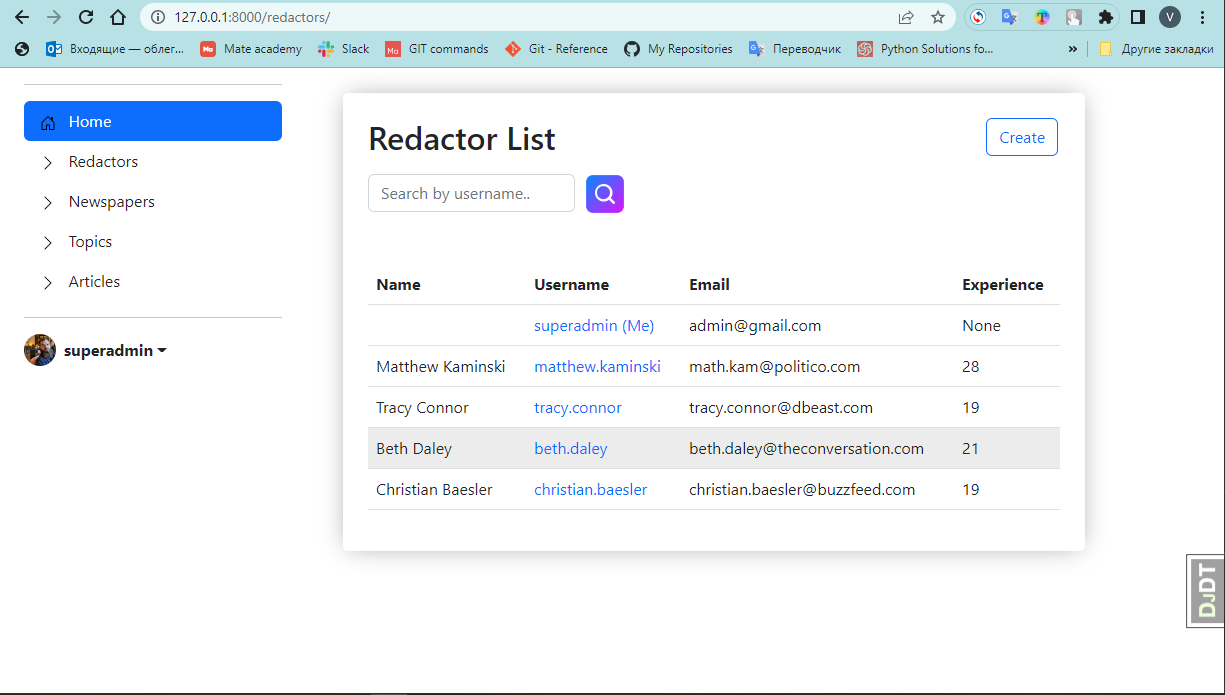 127.0.0.1:8000/redactors/
V
Входящие — облег...
Mate academy
Slack
Ma
GIT commands
Git - Reference
My Repositories
Переводчик
Python Solutions fo...
»
Другие закладки
Home
Redactors
Newspapers
Topics
Articles
superadmin
Redactor List
Create
Search by username..
Name Username Email Experience
superadmin (Me) admin@gmail.com None
Matthew Kaminski matthew.kaminski math.kam@politico.com 28
Tracy Connor tracy.connor tracy.connor@dbeast.com 19
Beth Daley beth.daley beth.daley@theconversation.com 21
Christian Baesler christian.baesler christian.baesler@buzzfeed.com 19
DJDT